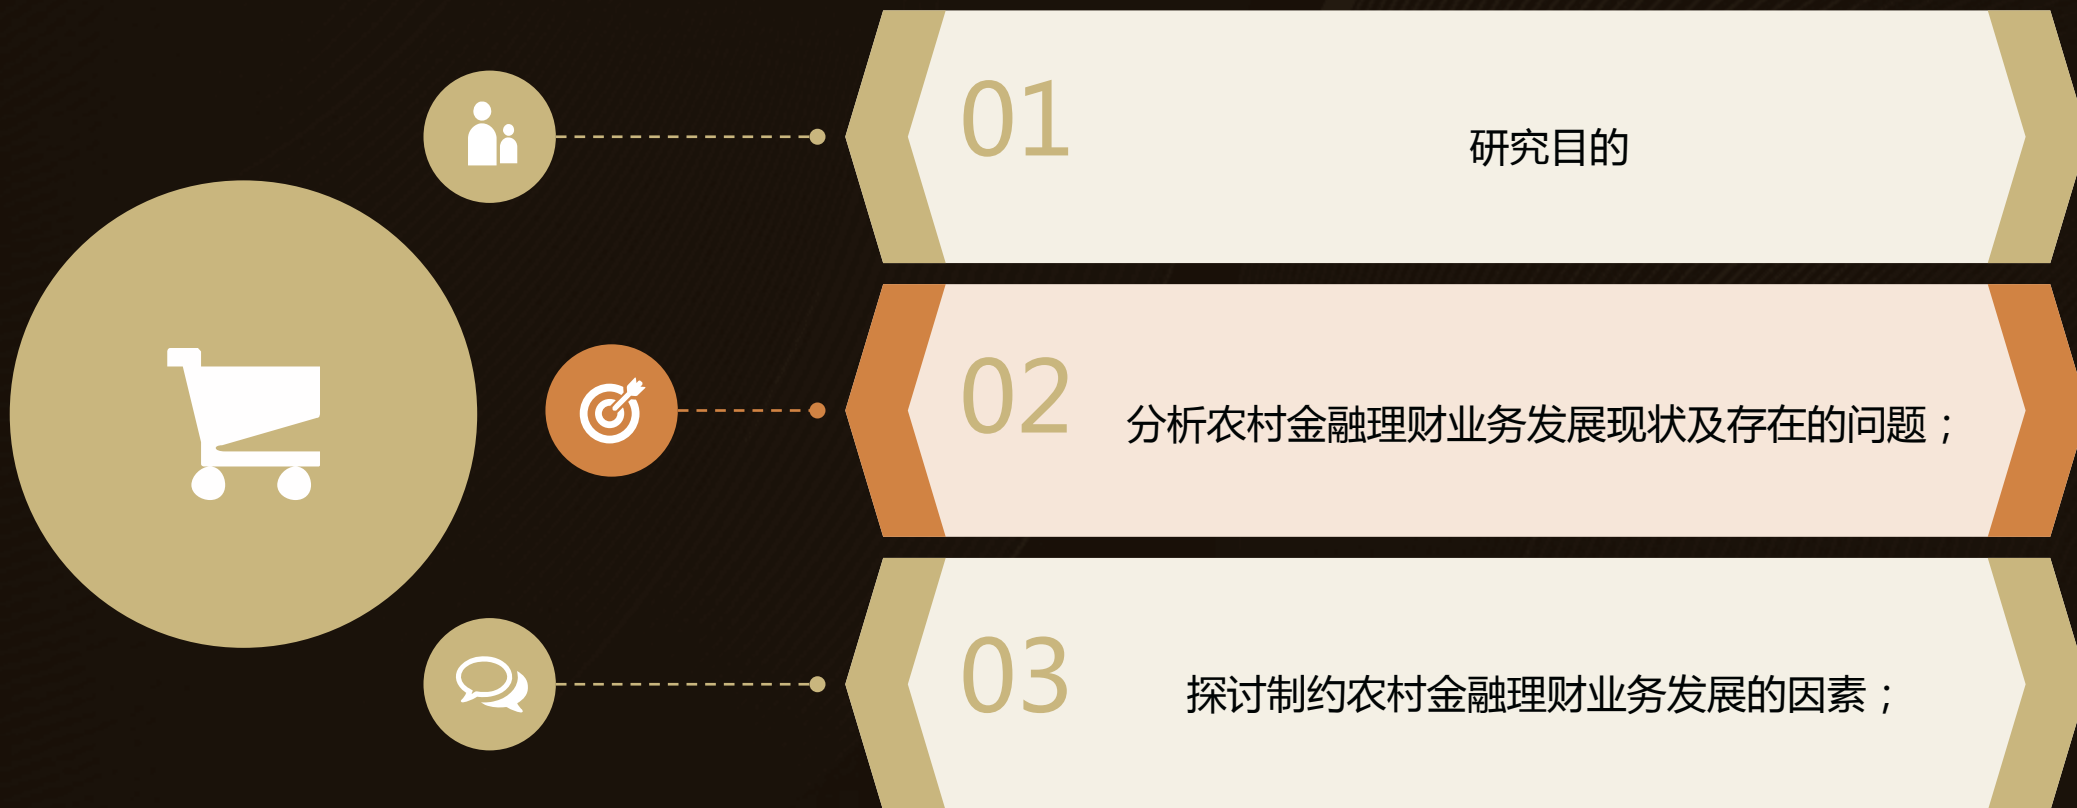 01
研究目的
02
分析农村金融理财业务发展现状及存在的问题；
03
探讨制约农村金融理财业务发展的因素；